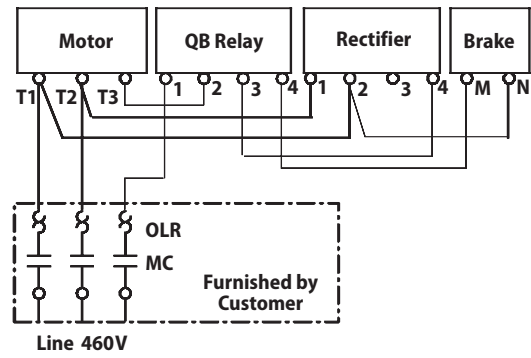 Motor
QB Relay
Rectifier
Brake
T1
T2
T3
1
2
3
4
1
2
3
4
M
N
OLR
MC
Furnished by
Customer
Line 460V